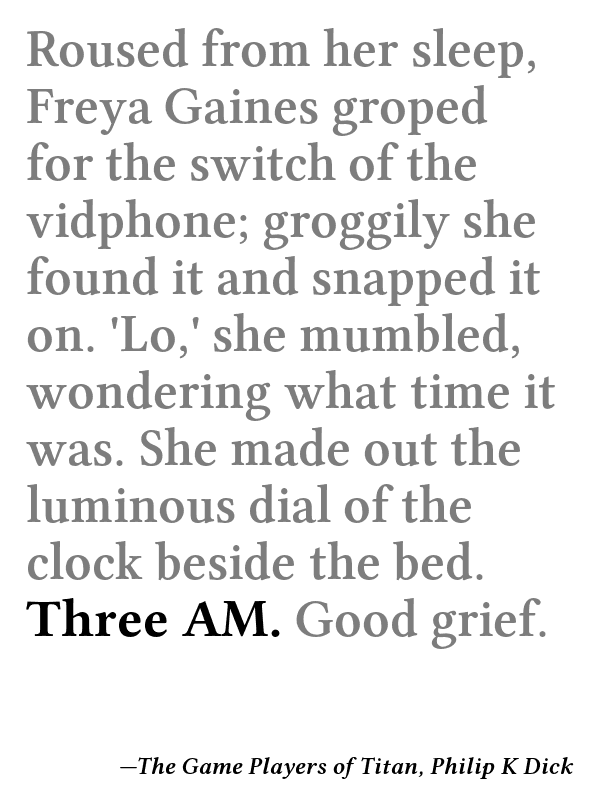 Roused from her sleep,
Freya Gaines groped
for the switch of the
vidphone; groggily she
found it and snapped it
on. 'Lo,' she mumbled,
wondering what time it
was. She made out the
luminous dial of the
clock beside the bed.
Three AM. Good grief.
—The Game Players of Titan, Philip K Dick